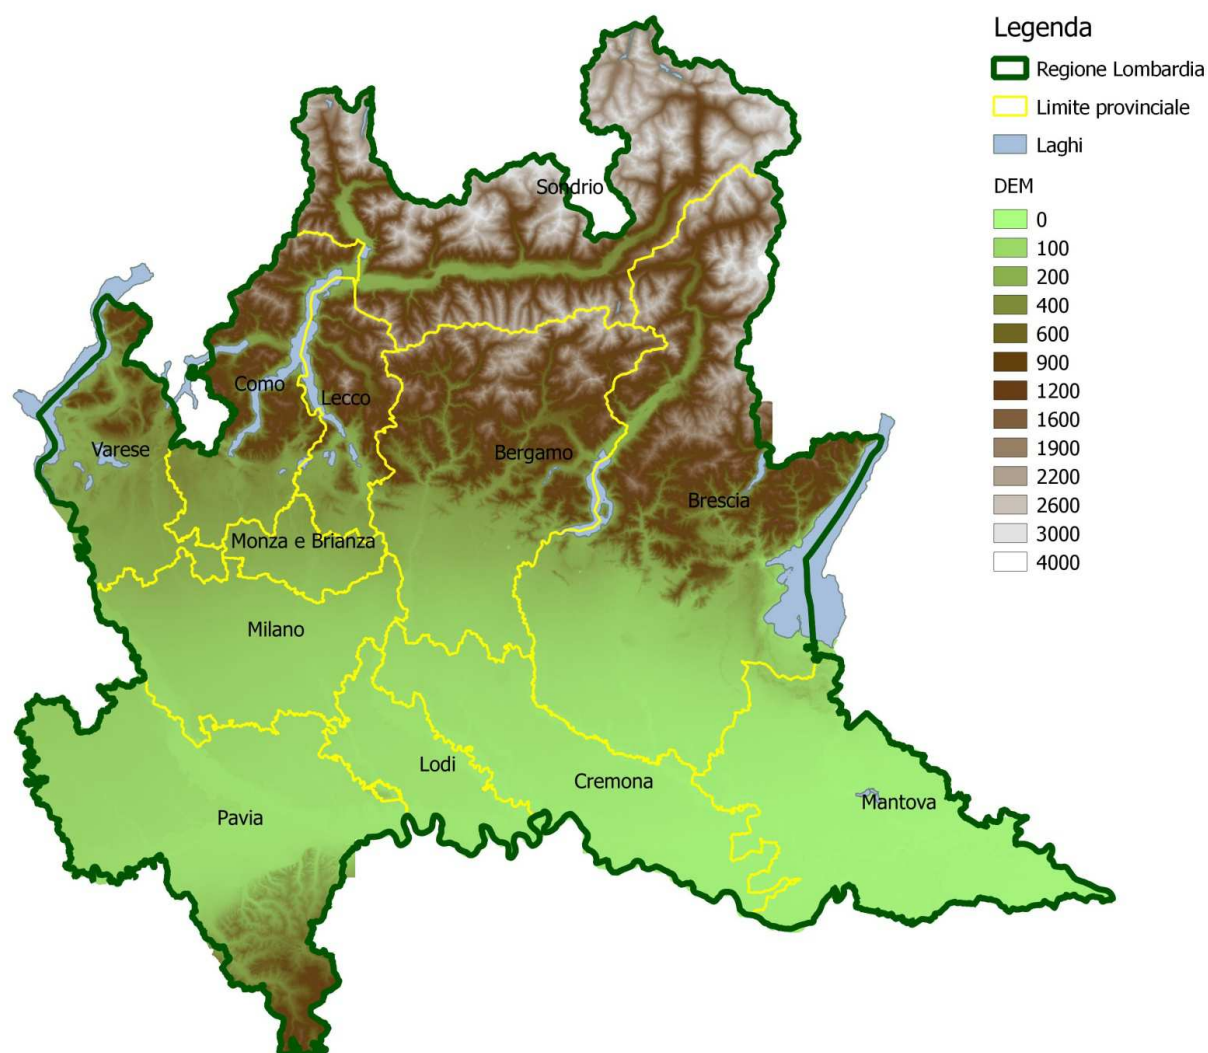 Legenda
Regione Lombardia
Limite provinciale
Laghi
DEM
0
100
200
400
600
900
1200
1600
1900
2200
2600
3000
4000
Sondrio
Como
Lecco
Varese
Bergamo
Brescia
Monza e Brianza
Milano
Lodi
Cremona
Mantova
Pavia